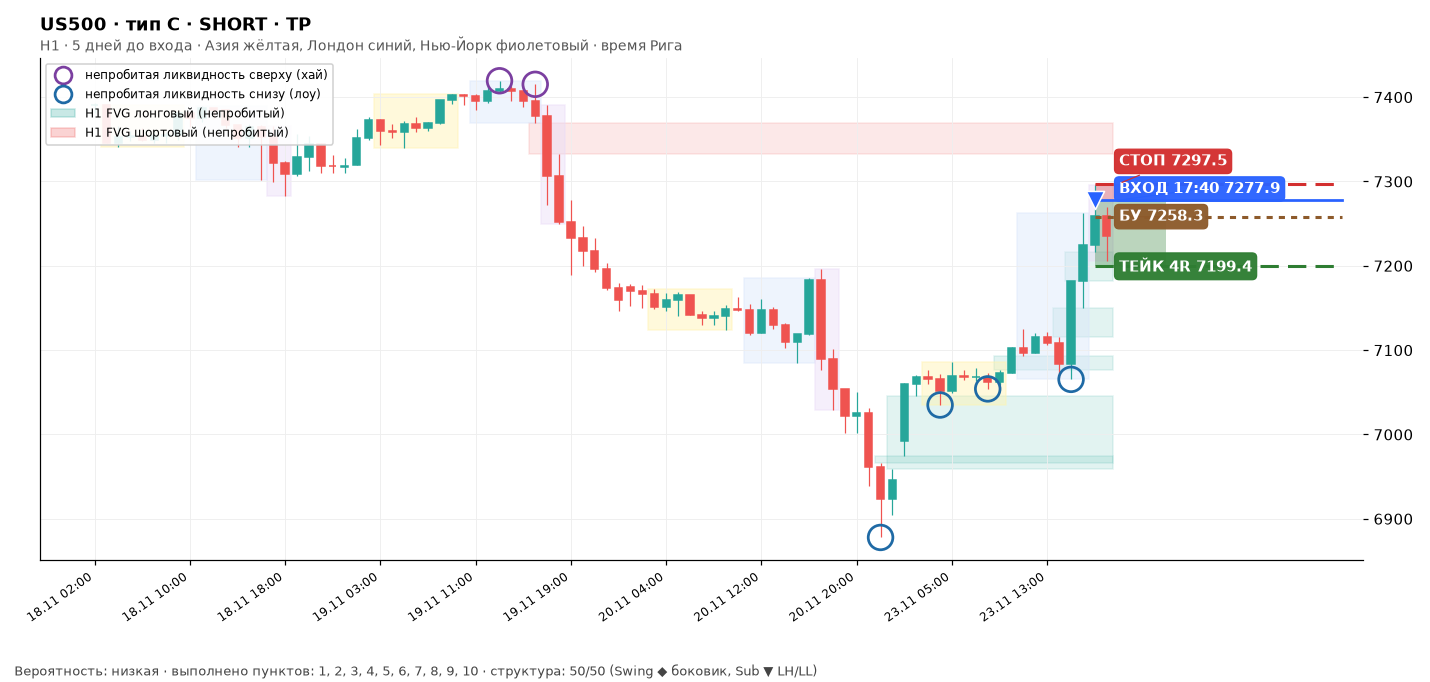 US500 · тип C · SHORT · TP
H1 · 5 дней до входа · Азия жёлтая, Лондон синий, Нью-Йорк фиолетовый · время Рига
непробитая ликвидность сверху (хай)
непробитая ликвидность снизу (лоу)
H1 FVG лонговый (непробитый)
H1 FVG шортовый (непробитый)
7400
7300
7200
7100
7000
6900
СТОП 7297.5
ВХОД 17:40 7277.9
БУ 7258.3
ТЕЙК 4R 7199.4
18.11 02:00
18.11 10:00
18.11 18:00
19.11 03:00
19.11 11:00
19.11 19:00
20.11 04:00
20.11 12:00
20.11 20:00
23.11 05:00
23.11 13:00
Вероятность: низкая · выполнено пунктов: 1, 2, 3, 4, 5, 6, 7, 8, 9, 10 · структура: 50/50 (Swing ◆ боковик, Sub ▼ LH/LL)